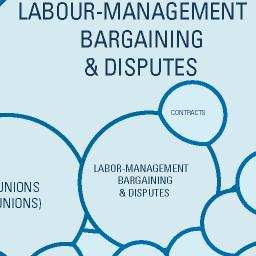 LABOUR-MANAGEMENT
BARGAINING
& DISPUTES
CONTRACTS
LABOR-MANAGEMENT
BARGAINING
& DISPUTES
UNIONS
UNIONS)